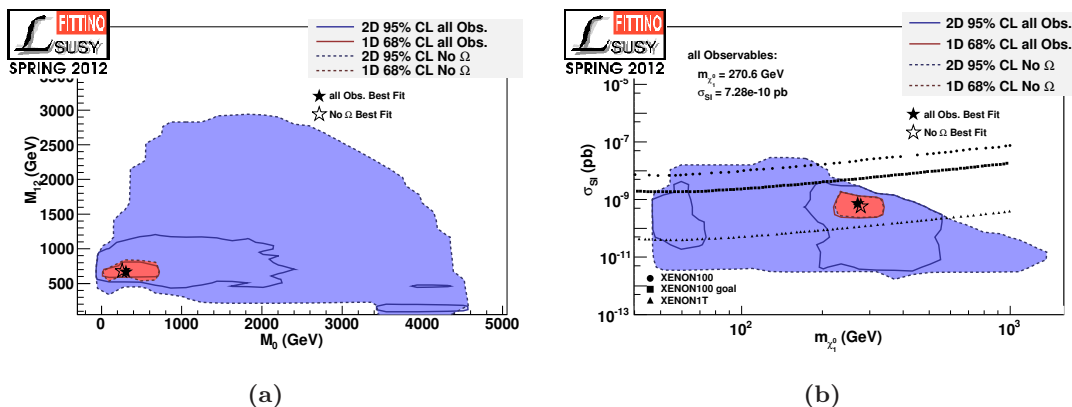 L FITTINO
SUSY
SPRING 2012
2D 95% CL all Obs.
1D 68% CL all Obs.
2D 95% CL No Ω
1D 68% CL No Ω
all Obs. Best Fit
No Ω Best Fit
M12 (GeV)
3500
3000
2500
2000
1500
1000
500
0 1000 2000 3000 4000 5000
M0 (GeV)
(a)
L FITTINO
SUSY
SPRING 2012
all Observables:
mχ̃⁰₁ = 270.6 GeV
σSI = 7.28e-10 pb
2D 95% CL all Obs.
1D 68% CL all Obs.
2D 95% CL No Ω
1D 68% CL No Ω
all Obs. Best Fit
No Ω Best Fit
σSI (pb)
10-5
10-7
10-9
10-11
10-13
XENON100
XENON100 goal
XENON1T
10² 10³
mχ̃⁰₁ (GeV)
(b)